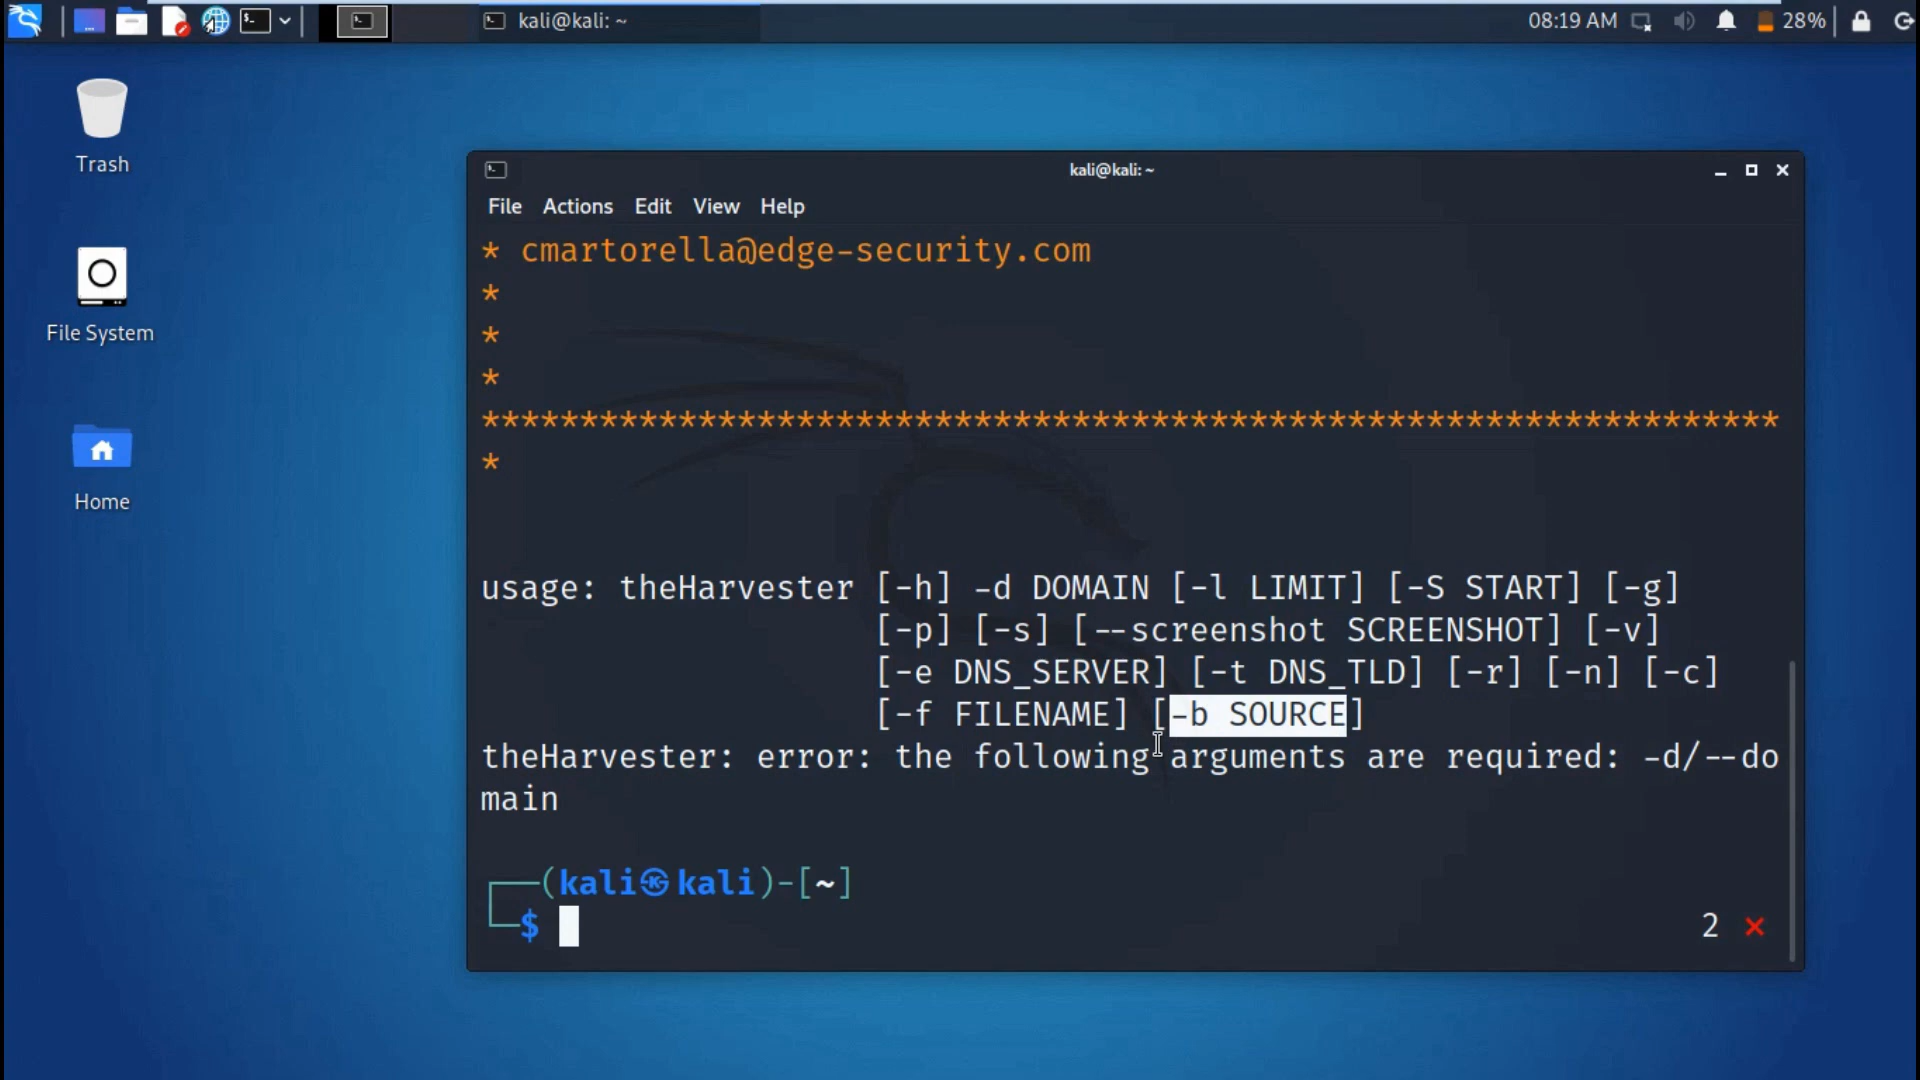 kali@kali: ~
08:19 AM
28%
Trash
File System
Home
kali@kali: ~
File Actions Edit View Help
* cmartorella@edge-security.com
*
*
*
******************************************************************
*
usage: theHarvester [-h] -d DOMAIN [-l LIMIT] [-S START] [-g]
[-p] [-s] [--screenshot SCREENSHOT] [-v]
[-e DNS_SERVER] [-t DNS_TLD] [-r] [-n] [-c]
[-f FILENAME] [-b SOURCE]
theHarvester: error: the following arguments are required: -d/--do
main
┌──(kali㉿kali)-[~]
└─$
2 ⨯